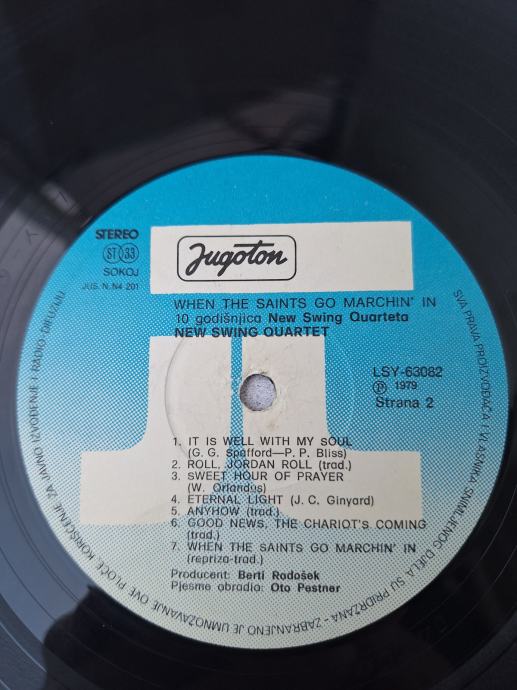 STEREO
ST 33
SOKOJ
JUS. N. N4 201
Jugoton
WHEN THE SAINTS GO MARCHIN' IN
10 godišnjica New Swing Quarteta
NEW SWING QUARTET
LSY-63082
Ⓟ 1979
Strana 2
1. IT IS WELL WITH MY SOUL
(G. G. Spafford—P. P. Bliss)
2. ROLL, JORDAN ROLL (trad.)
3. SWEET HOUR OF PRAYER
(W. Orlandus)
4. ETERNAL LIGHT (J. C. Ginyard)
5. ANYHOW (trad.)
6. GOOD NEWS, THE CHARIOT'S COMING
(trad.)
7. WHEN THE SAINTS GO MARCHIN' IN
(repriza-trad.)
Producent: Berti Radošek
Pjesme obradio: Oto Pestner
SVA PRAVA PROIZVOĐAČA I VLASNIKA SNIMLJENOG DJELA SU PRIDRŽANA - ZABRANJENO JE UMNOŽAVANJE OVE PLOČE, KORIŠĆENJE ZA JAVNO IZVOĐENJE I RADIO-DIFUZIJU